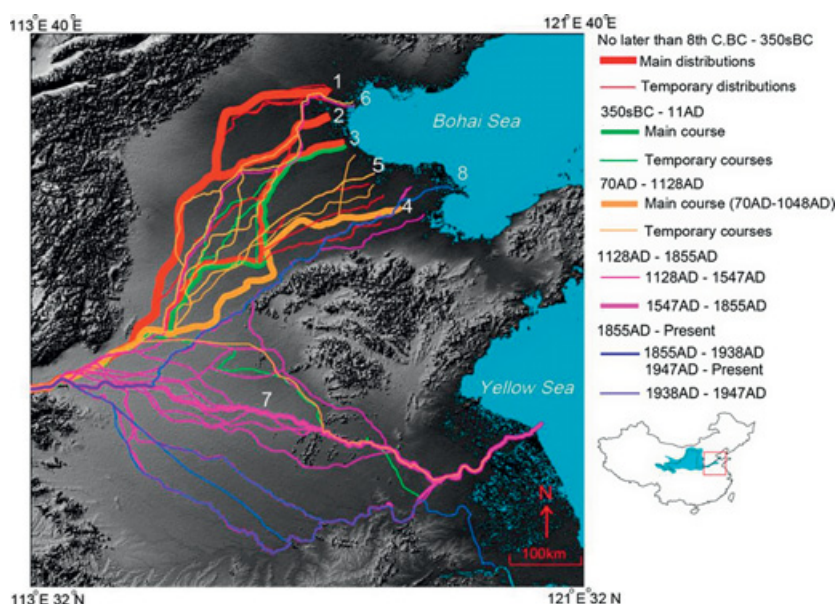 113°40'
121°40'
1
2
3
4
5
6
7
8
Bohai Sea
Yellow Sea
N
100km
113°32'N
121°32'N
No later than 8th C.BC - 350sBC
Main distributions
Temporary distributions
350sBC - 11AD
Main course
Temporary courses
70AD - 1128AD
Main course (70AD-1048AD)
Temporary courses
1128AD - 1855AD
1128AD - 1547AD
1547AD - 1855AD
1855AD - Present
1855AD - 1938AD
1947AD - Present
1938AD - 1947AD